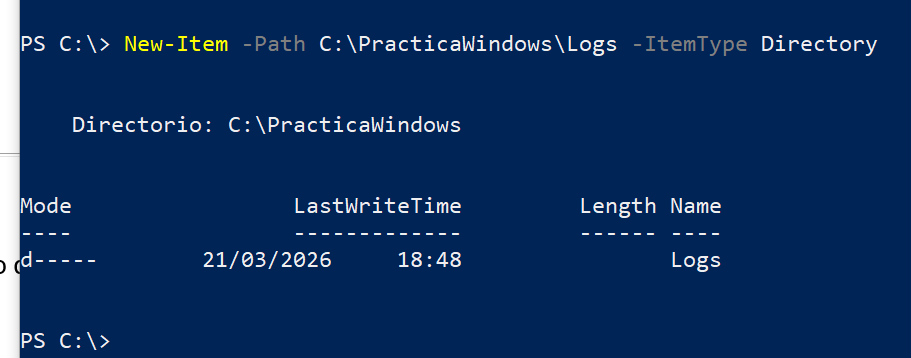 PS C:\> New-Item -Path C:\PracticaWindows\Logs -ItemType Directory
Directorio: C:\PracticaWindows
Mode LastWriteTime Length Name
---- ------------- ------ ----
d----- 21/03/2026 18:48 Logs
PS C:\>